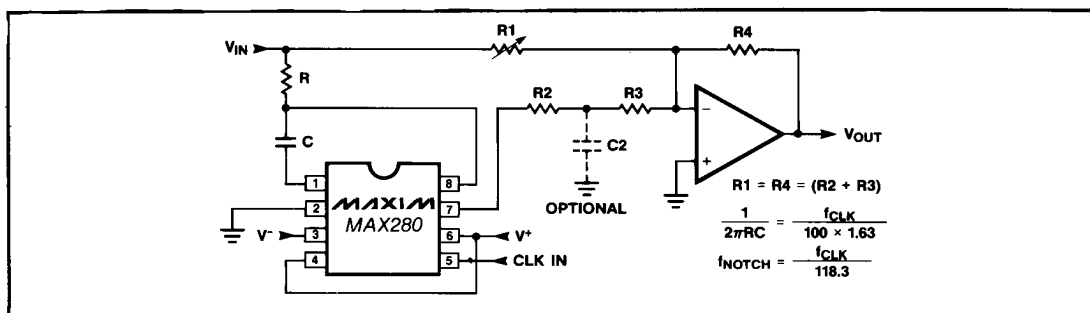 VIN
R1
R4
R
R2
R3
C
C2
OPTIONAL
VOUT
1
2
3
4
8
7
6
5
MAXIM
MAX280
V-
V+
CLK IN
−
+
R1 = R4 = (R2 + R3)
1/2πRC = fCLK/100 × 1.63
fNOTCH = fCLK/118.3